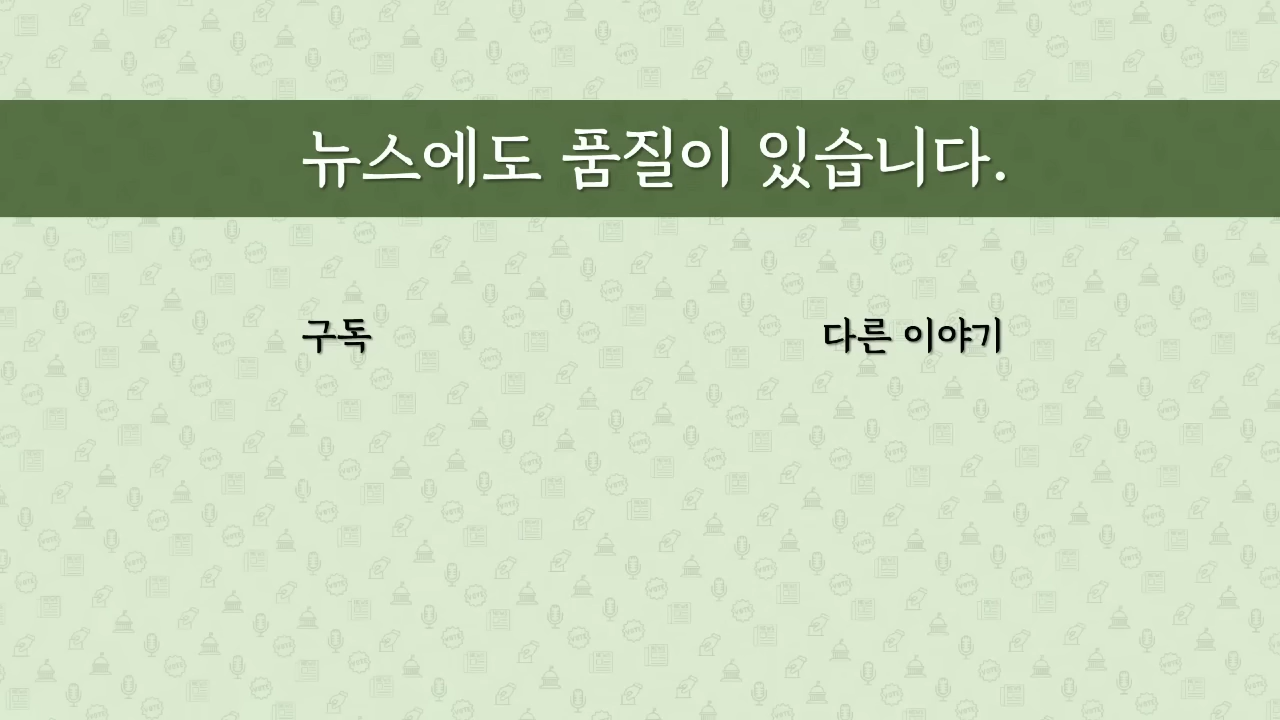 뉴스에도 품질이 있습니다.
구독
다른 이야기